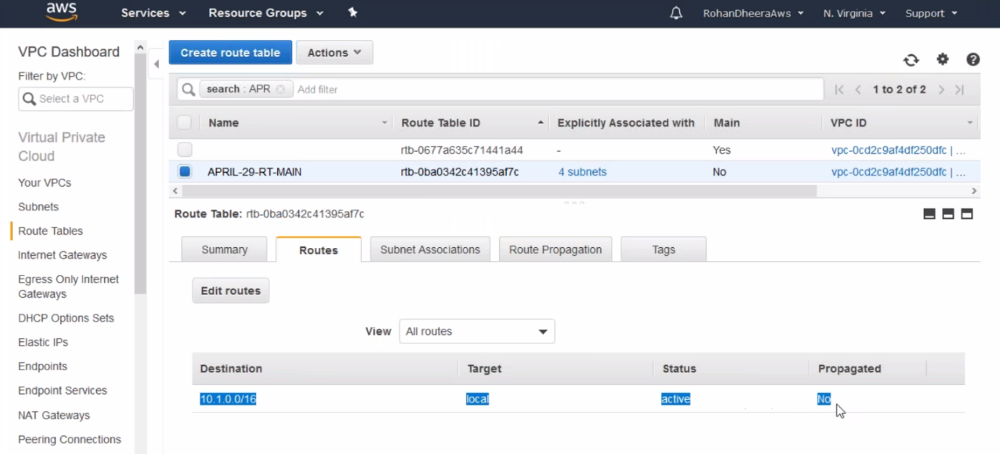 aws Services Resource Groups RohanDheeraAws N. Virginia Support
VPC Dashboard
Filter by VPC:
Select a VPC
Virtual Private
Cloud
Your VPCs
Subnets
Route Tables
Internet Gateways
Egress Only Internet
Gateways
DHCP Options Sets
Elastic IPs
Endpoints
Endpoint Services
NAT Gateways
Peering Connections
Create route table Actions
search : APR Add filter 1 to 2 of 2
Name Route Table ID Explicitly Associated with Main VPC ID
rtb-0677a635c71441a44 - Yes vpc-0cd2c9af4df250dfc | ...
APRIL-29-RT-MAIN rtb-0ba0342c41395af7c 4 subnets No vpc-0cd2c9af4df250dfc | ...
Route Table: rtb-0ba0342c41395af7c
Summary Routes Subnet Associations Route Propagation Tags
Edit routes
View All routes
Destination Target Status Propagated
10.1.0.0/16 local active No